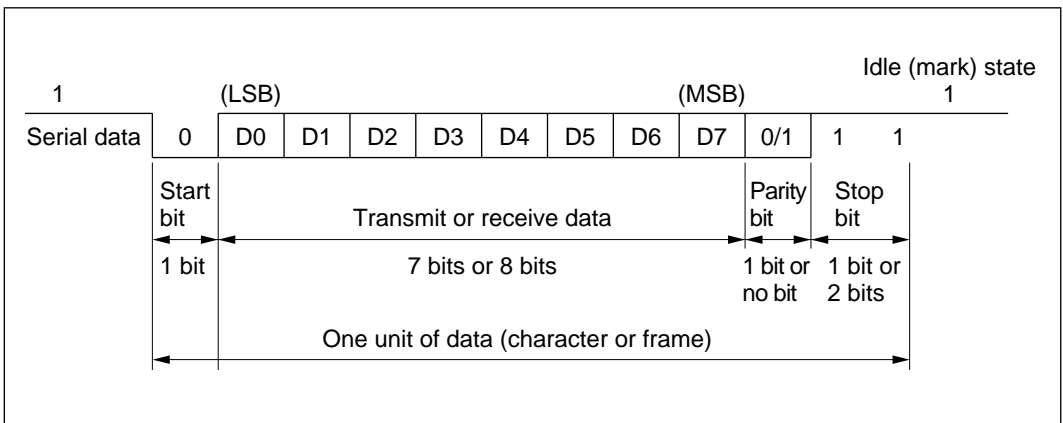 Idle (mark) state
1 (LSB) (MSB) 1
Serial data 0 D0 D1 D2 D3 D4 D5 D6 D7 0/1 1 1
Start bit
Transmit or receive data
Parity bit
Stop bit
1 bit
7 bits or 8 bits
1 bit or no bit
1 bit or 2 bits
One unit of data (character or frame)